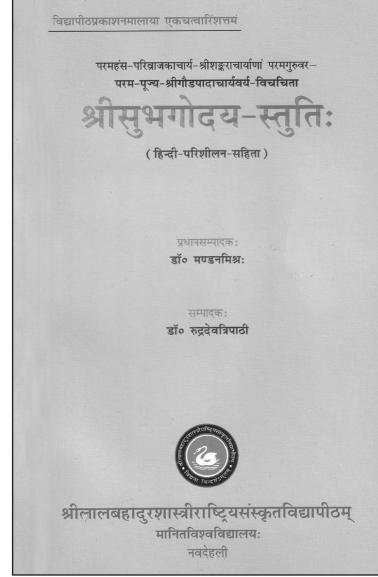 विद्यापीठप्रकाशनमालाया एकचत्वारिंशत्तमं
परमहंस-परिव्राजकाचार्य-श्रीशङ्कराचार्याणां परमगुरुवर-
परम-पूज्य-श्रीगौडपादाचार्यवर्य-विरचिता
श्रीसुभगोदय-स्तुतिः
( हिन्दी-परिशीलन-सहिता )
प्रधानसम्पादकः
डॉ० मण्डनमिश्रः
सम्पादकः
डॉ० रुद्रदेवत्रिपाठी
श्रीलालबहादुरशास्त्रीराष्ट्रियसंस्कृतविद्यापीठम्
मानितविश्वविद्यालयः
नवदेहली